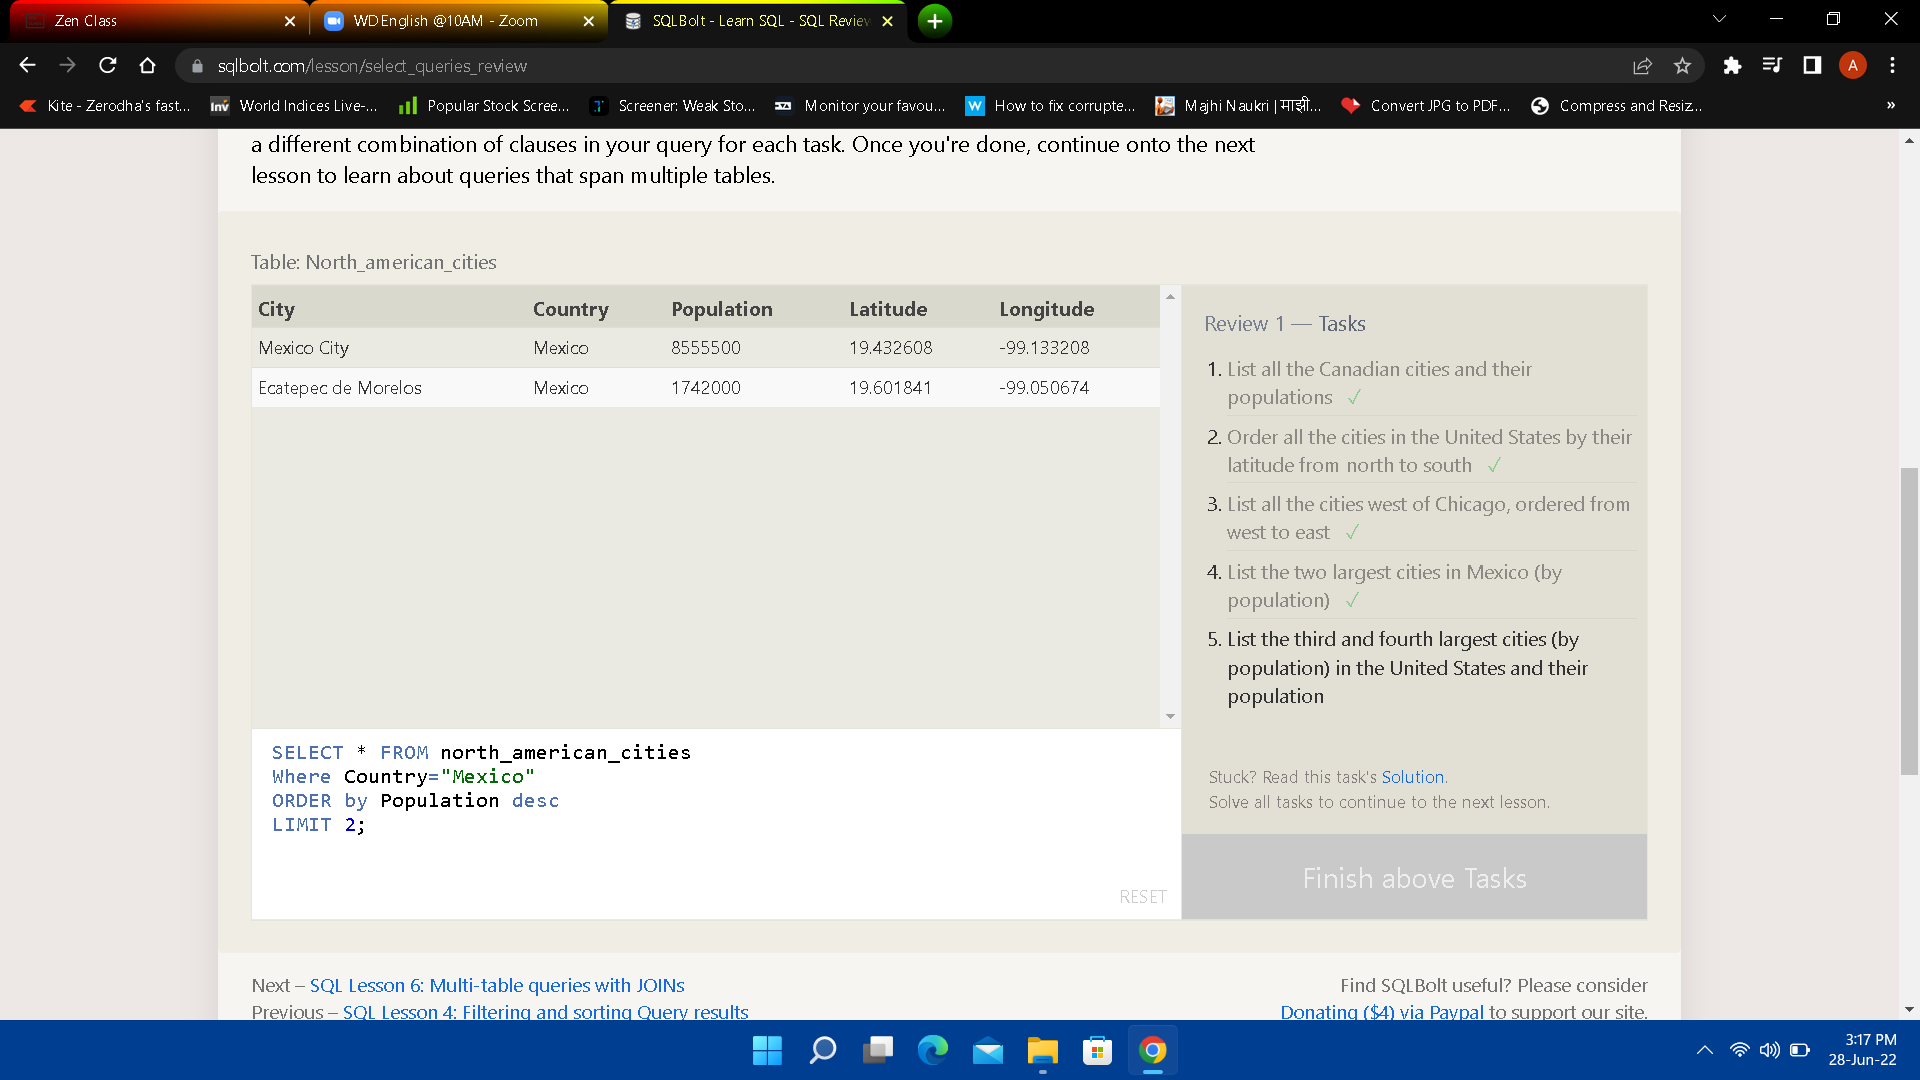 Zen Class
WD English @10AM - Zoom
SQLBolt - Learn SQL - SQL Review
sqlbolt.com/lesson/select_queries_review
A
Kite - Zerodha's fast...
Inv
World Indices Live-...
Popular Stock Scree...
Screener: Weak Sto...
Monitor your favou...
W
How to fix corrupte...
Majhi Naukri | माझी...
Convert JPG to PDF...
Compress and Resiz...
»
a different combination of clauses in your query for each task. Once you're done, continue onto the next
lesson to learn about queries that span multiple tables.
Table: North_american_cities
City Country Population Latitude Longitude
Mexico City Mexico 8555500 19.432608 -99.133208
Ecatepec de Morelos Mexico 1742000 19.601841 -99.050674
SELECT * FROM north_american_cities
Where Country="Mexico"
ORDER by Population desc
LIMIT 2;
RESET
Review 1 — Tasks
1. List all the Canadian cities and their
populations ✓
2. Order all the cities in the United States by their
latitude from north to south ✓
3. List all the cities west of Chicago, ordered from
west to east ✓
4. List the two largest cities in Mexico (by
population) ✓
5. List the third and fourth largest cities (by
population) in the United States and their
population
Stuck? Read this task's Solution.
Solve all tasks to continue to the next lesson.
Finish above Tasks
Next – SQL Lesson 6: Multi-table queries with JOINs
Previous – SQL Lesson 4: Filtering and sorting Query results
Find SQLBolt useful? Please consider
Donating ($4) via Paypal to support our site.
3:17 PM
28-Jun-22